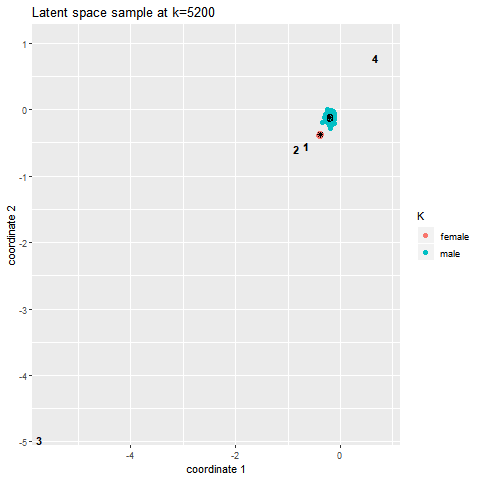 Latent space sample at k=5200
1
0
-1
-2
-3
-4
-5
coordinate 2
4
2
1
3
-4
-2
0
coordinate 1
K
female
male